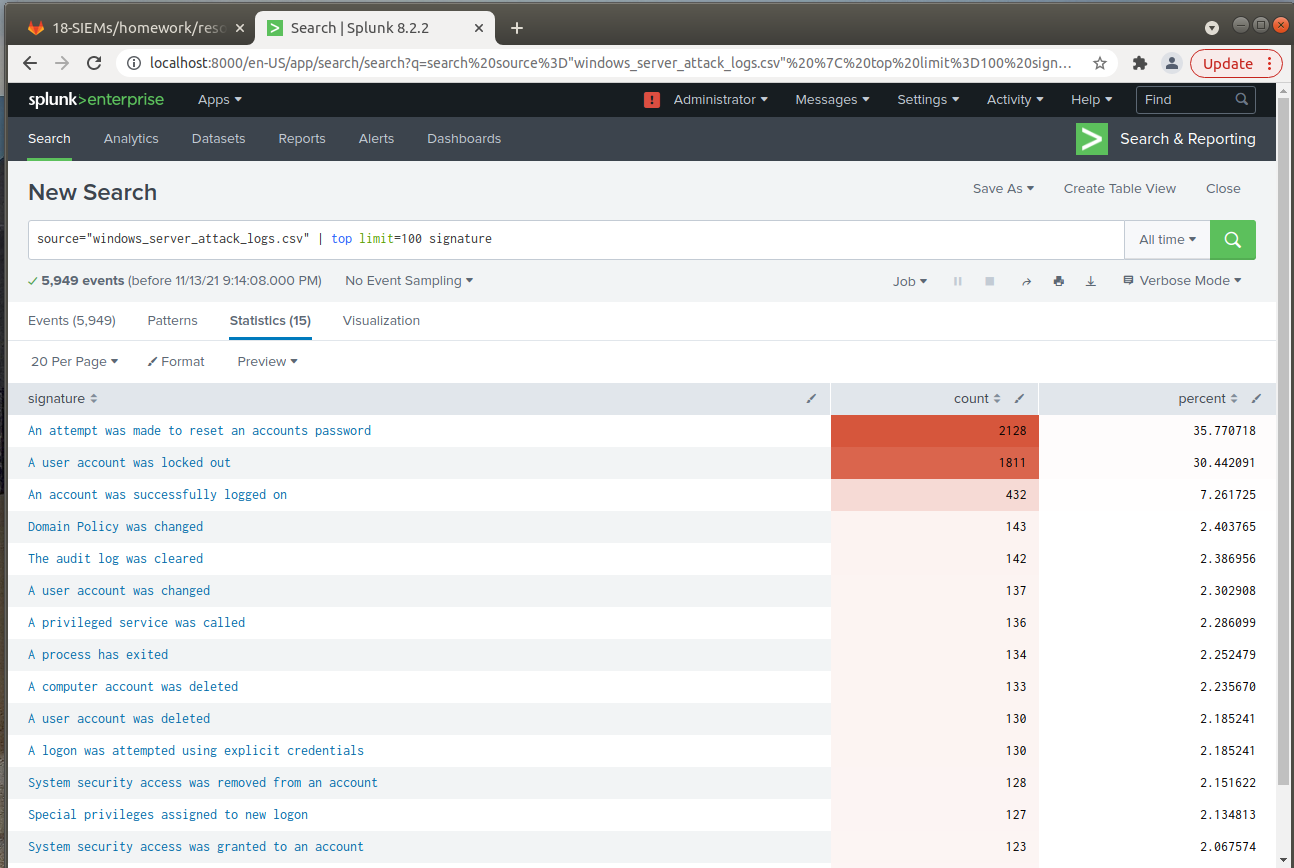 18-SIEMs/homework/reso
Search | Splunk 8.2.2
localhost:8000/en-US/app/search/search?q=search%20source%3D"windows_server_attack_logs.csv"%20%7C%20top%20limit%3D100%20sign...
Update
splunk>enterprise Apps Administrator Messages Settings Activity Help Find
Search Analytics Datasets Reports Alerts Dashboards Search & Reporting
New Search Save As Create Table View Close
source="windows_server_attack_logs.csv" | top limit=100 signature All time
5,949 events (before 11/13/21 9:14:08.000 PM) No Event Sampling Job Verbose Mode
Events (5,949) Patterns Statistics (15) Visualization
20 Per Page Format Preview
signature count percent
An attempt was made to reset an accounts password 2128 35.770718
A user account was locked out 1811 30.442091
An account was successfully logged on 432 7.261725
Domain Policy was changed 143 2.403765
The audit log was cleared 142 2.386956
A user account was changed 137 2.302908
A privileged service was called 136 2.286099
A process has exited 134 2.252479
A computer account was deleted 133 2.235670
A user account was deleted 130 2.185241
A logon was attempted using explicit credentials 130 2.185241
System security access was removed from an account 128 2.151622
Special privileges assigned to new logon 127 2.134813
System security access was granted to an account 123 2.067574